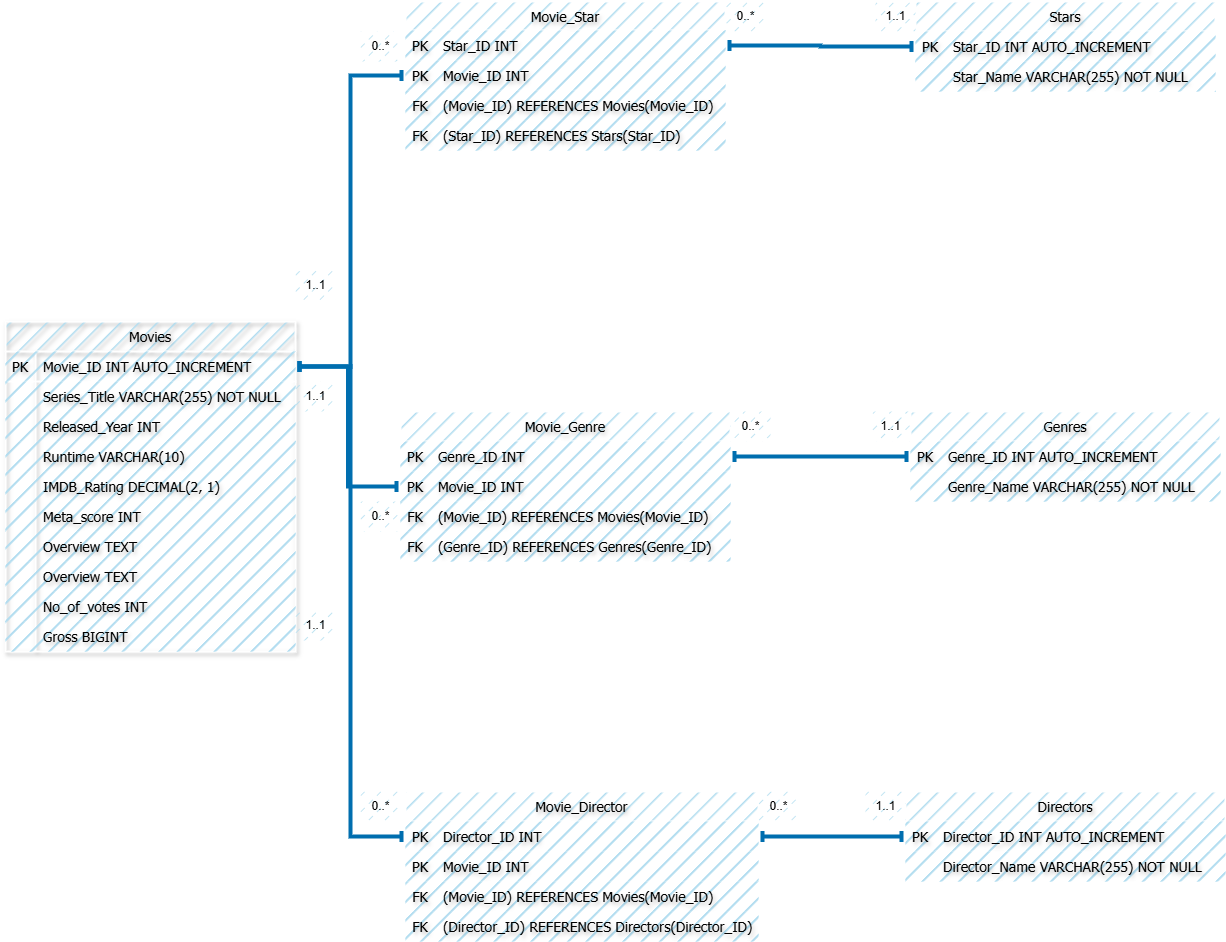 Movie_Star
0..*
PK Star_ID INT
PK Movie_ID INT
FK (Movie_ID) REFERENCES Movies(Movie_ID)
FK (Star_ID) REFERENCES Stars(Star_ID)
0..*
1..1
Stars
PK Star_ID INT AUTO_INCREMENT
Star_Name VARCHAR(255) NOT NULL
1..1
Movies
PK Movie_ID INT AUTO_INCREMENT
Series_Title VARCHAR(255) NOT NULL
Released_Year INT
Runtime VARCHAR(10)
IMDB_Rating DECIMAL(2, 1)
Meta_score INT
Overview TEXT
Overview TEXT
No_of_votes INT
Gross BIGINT
1..1
1..1
Movie_Genre
PK Genre_ID INT
PK Movie_ID INT
0..*
FK (Movie_ID) REFERENCES Movies(Movie_ID)
FK (Genre_ID) REFERENCES Genres(Genre_ID)
0..*
1..1
Genres
PK Genre_ID INT AUTO_INCREMENT
Genre_Name VARCHAR(255) NOT NULL
0..*
Movie_Director
PK Director_ID INT
PK Movie_ID INT
FK (Movie_ID) REFERENCES Movies(Movie_ID)
FK (Director_ID) REFERENCES Directors(Director_ID)
0..*
1..1
Directors
PK Director_ID INT AUTO_INCREMENT
Director_Name VARCHAR(255) NOT NULL